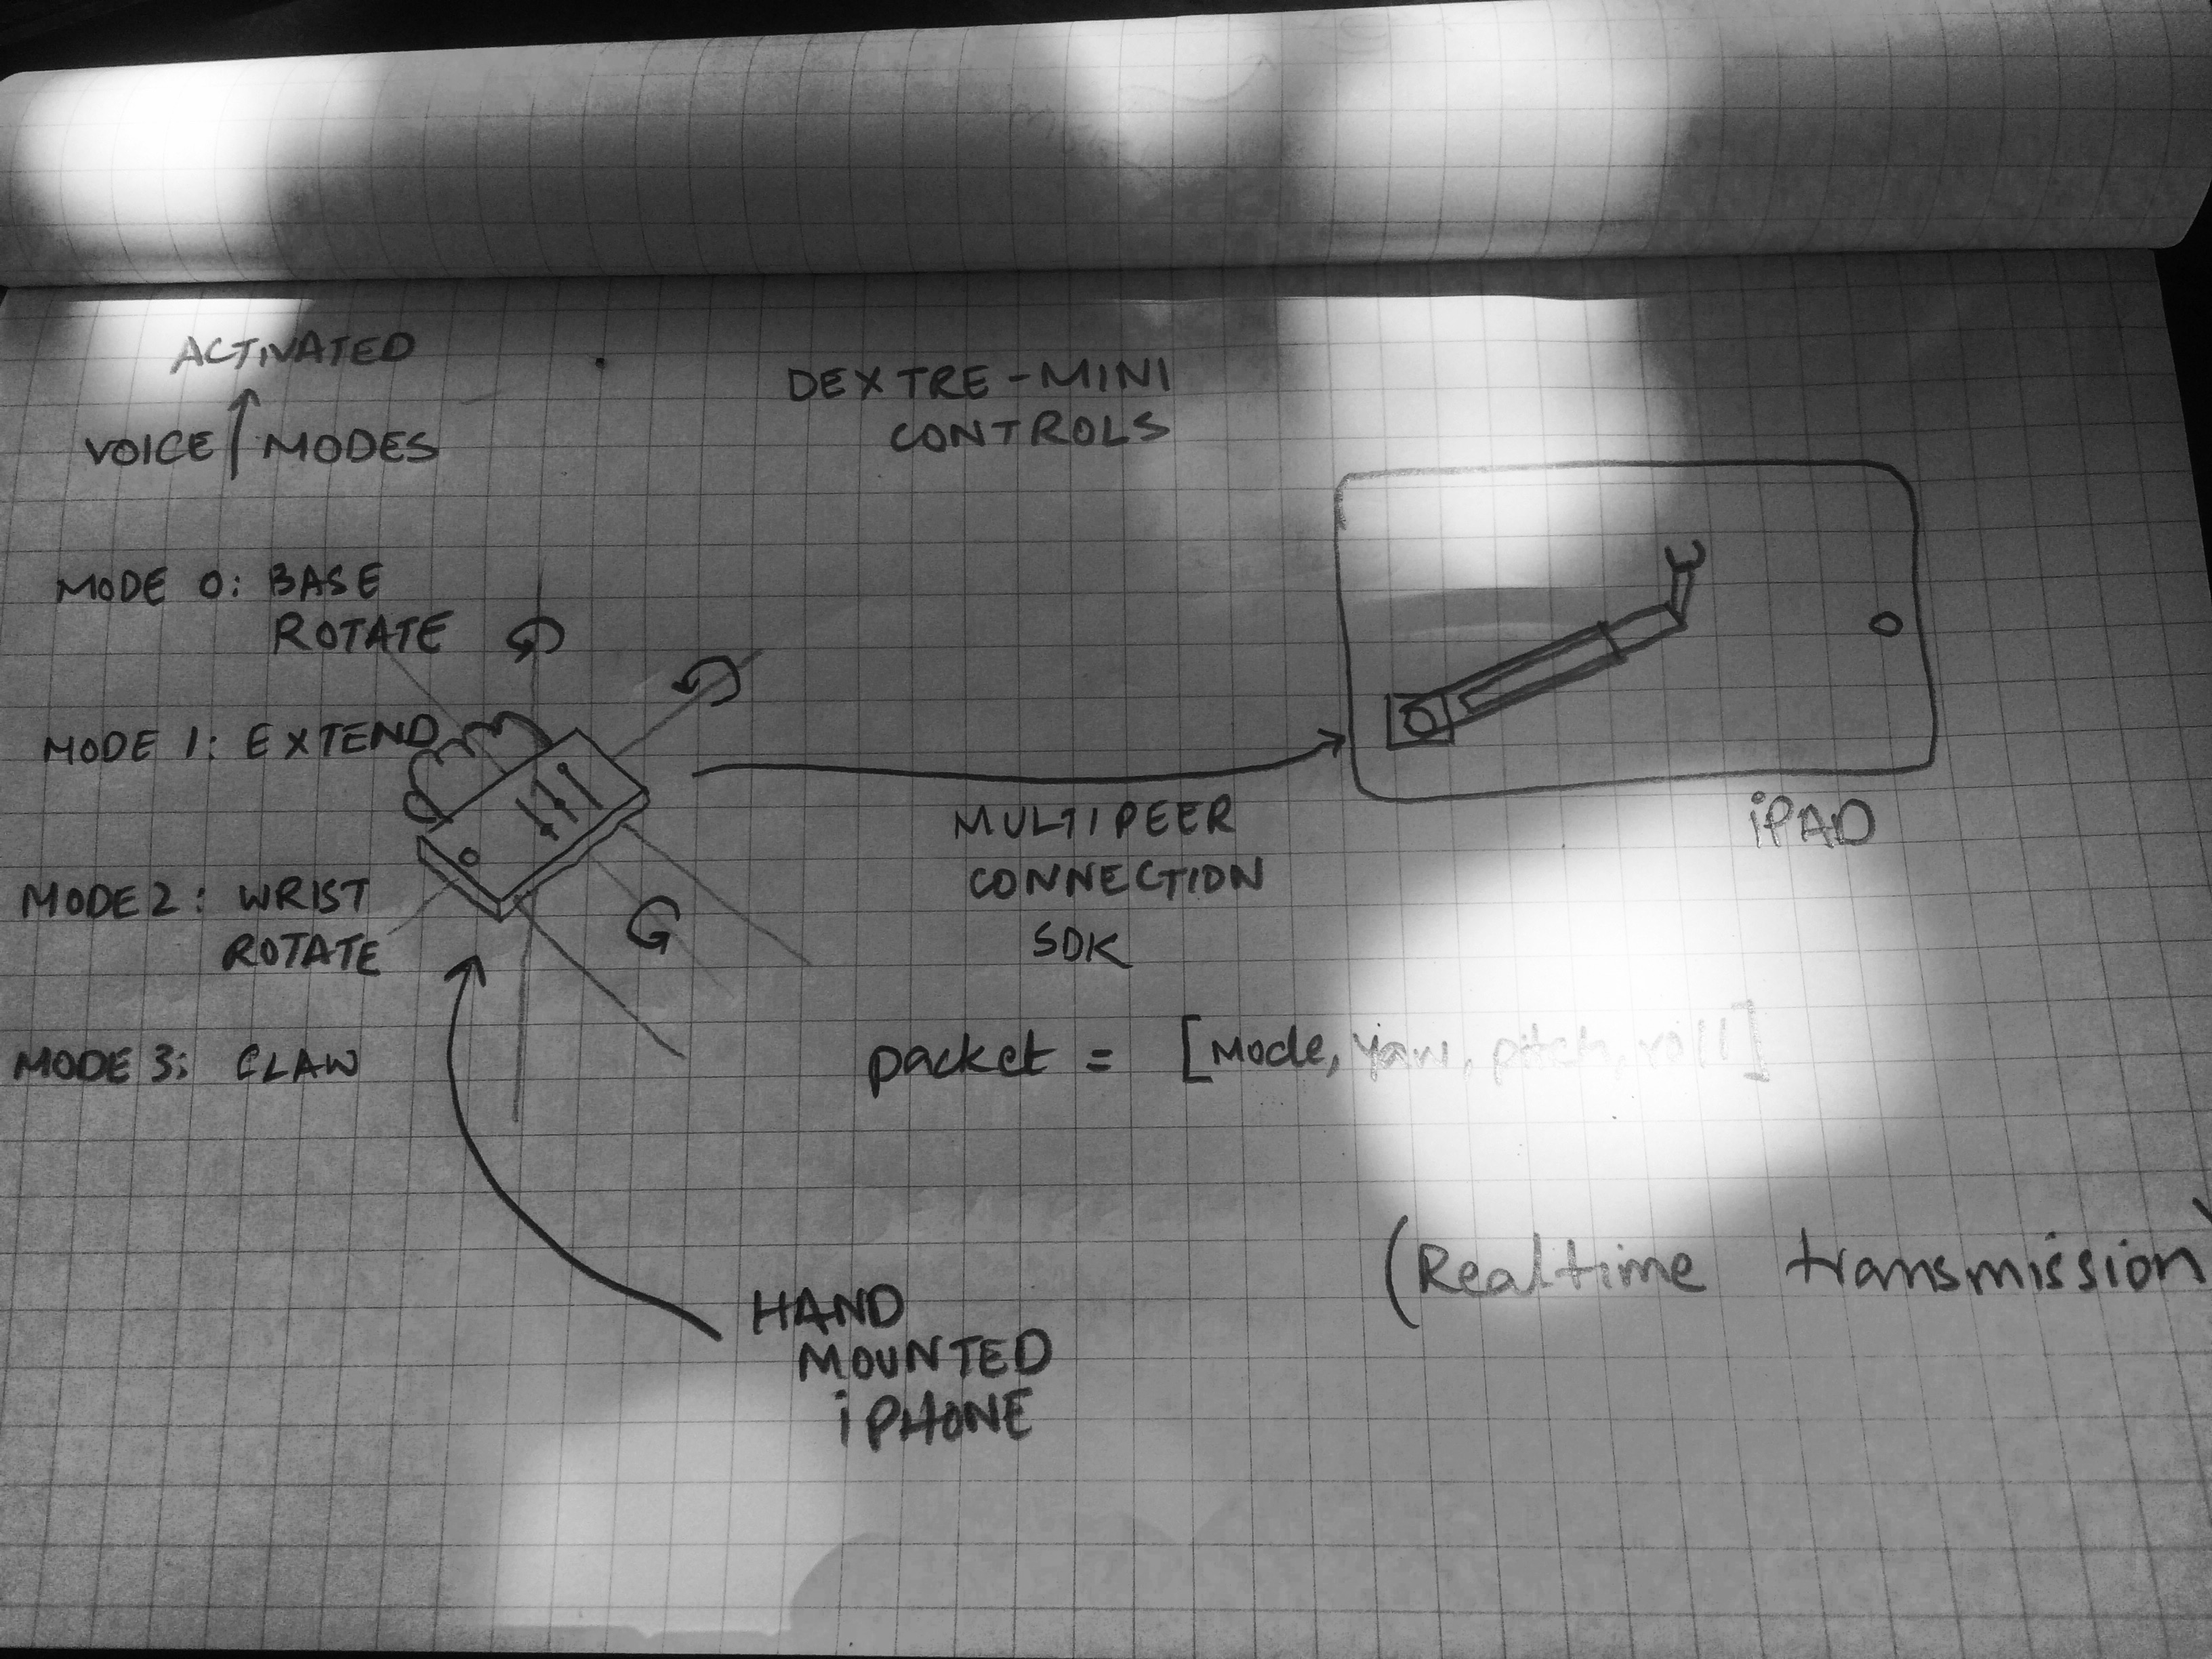 ACTIVATED
VOICE MODES
DEXTRE-MINI
CONTROLS
MODE 0: BASE
ROTATE
MODE 1: EXTEND
MODE 2: WRIST
ROTATE
MODE 3: CLAW
MULTIPEER
CONNECTION
SDK
iPAD
packet = [Mode, yaw, pitch, roll]
(Realtime transmission)
HAND
MOUNTED
iPHONE